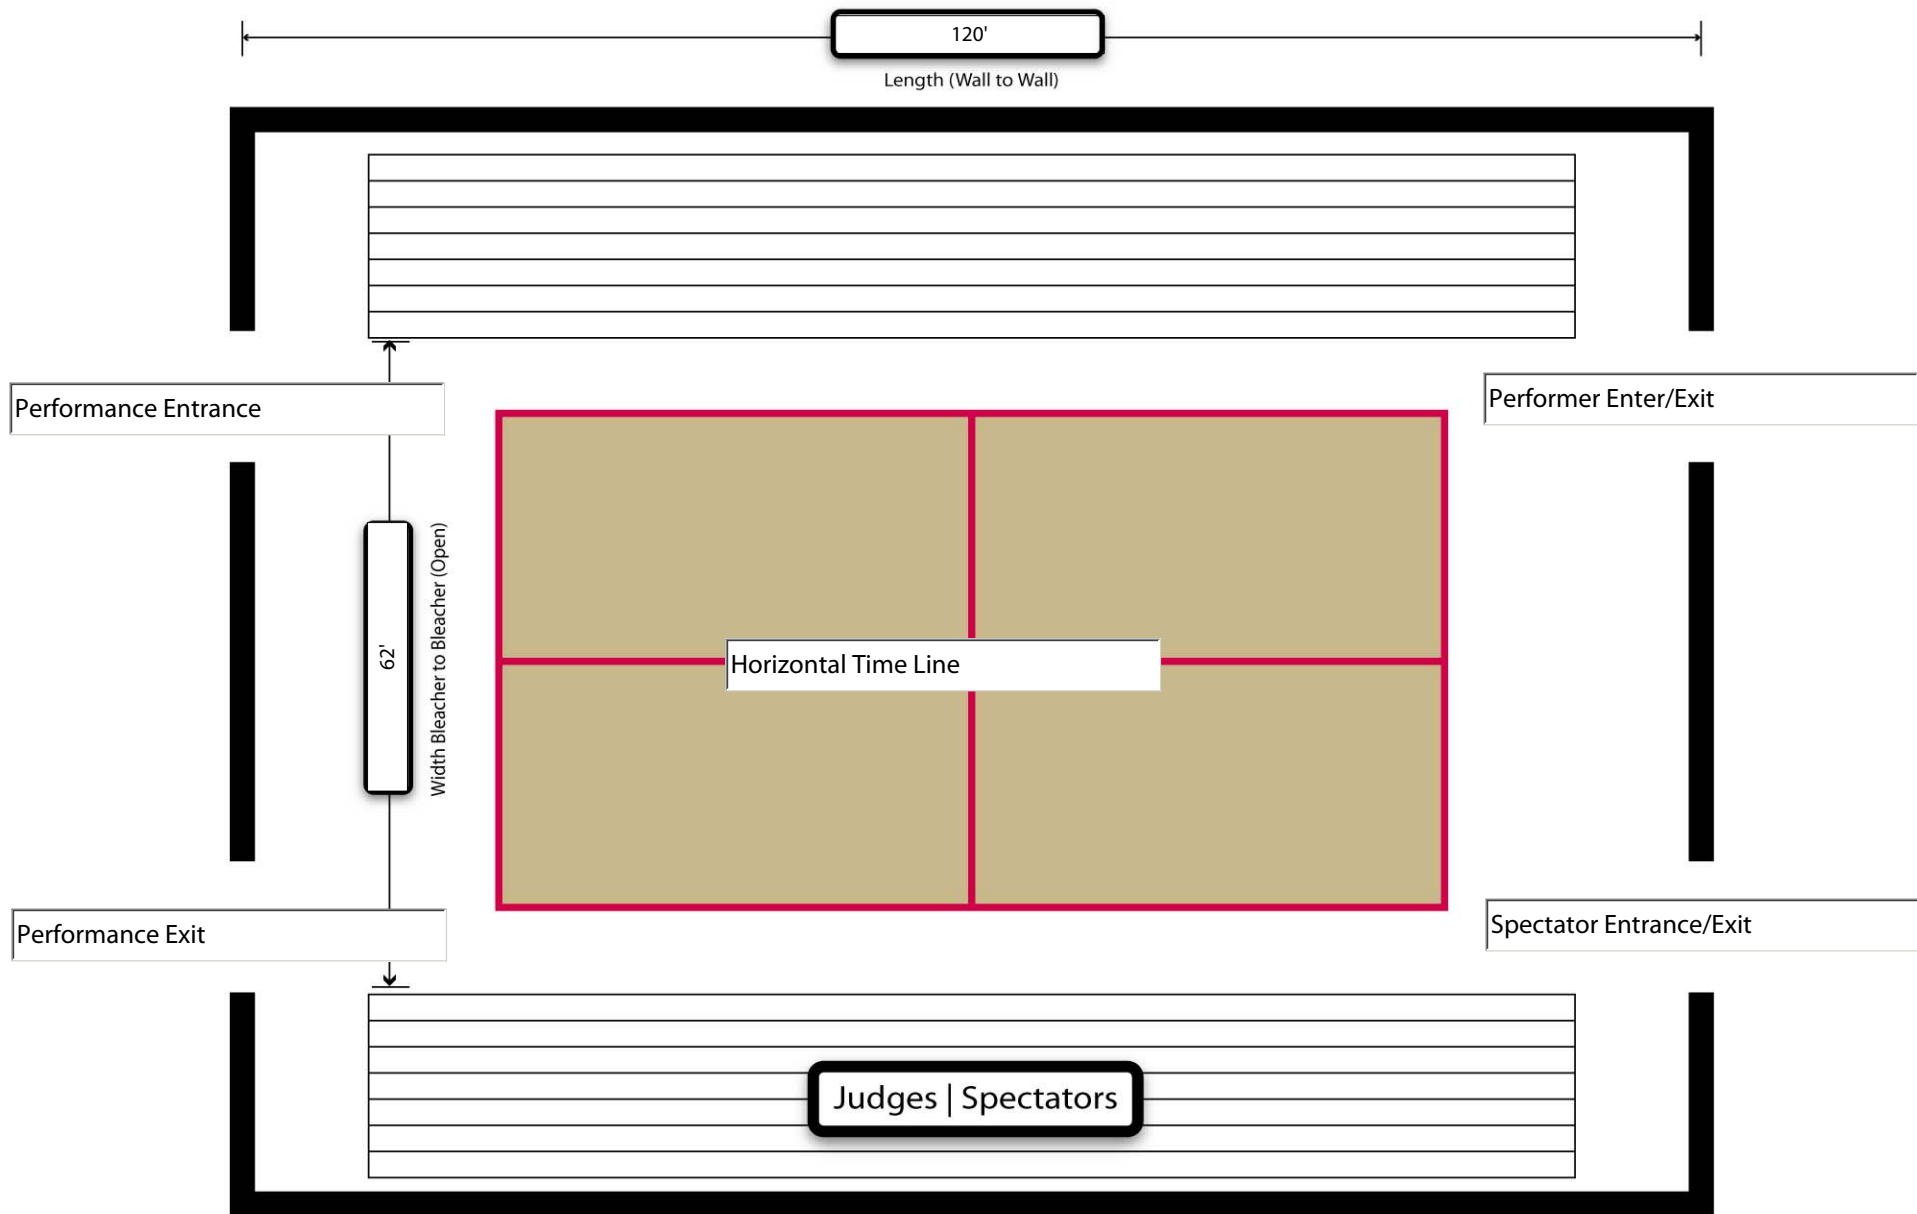 120'
Length (Wall to Wall)
Performance Entrance
Performer Enter/Exit
62'
Width Bleacher to Bleacher (Open)
Horizontal Time Line
Performance Exit
Spectator Entrance/Exit
Judges | Spectators